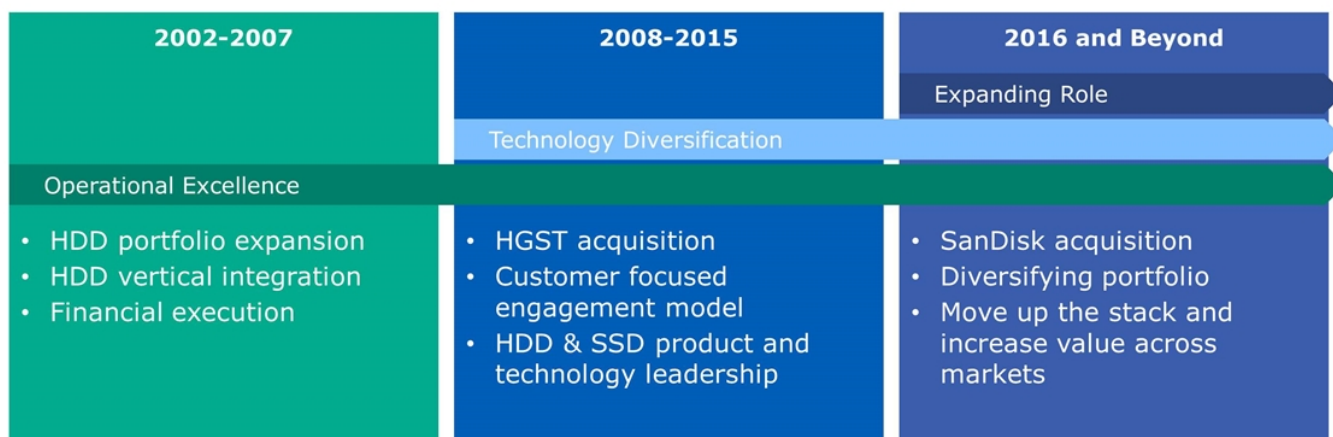 2002-2007
2008-2015
2016 and Beyond
Expanding Role
Technology Diversification
Operational Excellence
• HDD portfolio expansion
• HDD vertical integration
• Financial execution
• HGST acquisition
• Customer focused
engagement model
• HDD & SSD product and
technology leadership
• SanDisk acquisition
• Diversifying portfolio
• Move up the stack and
increase value across
markets